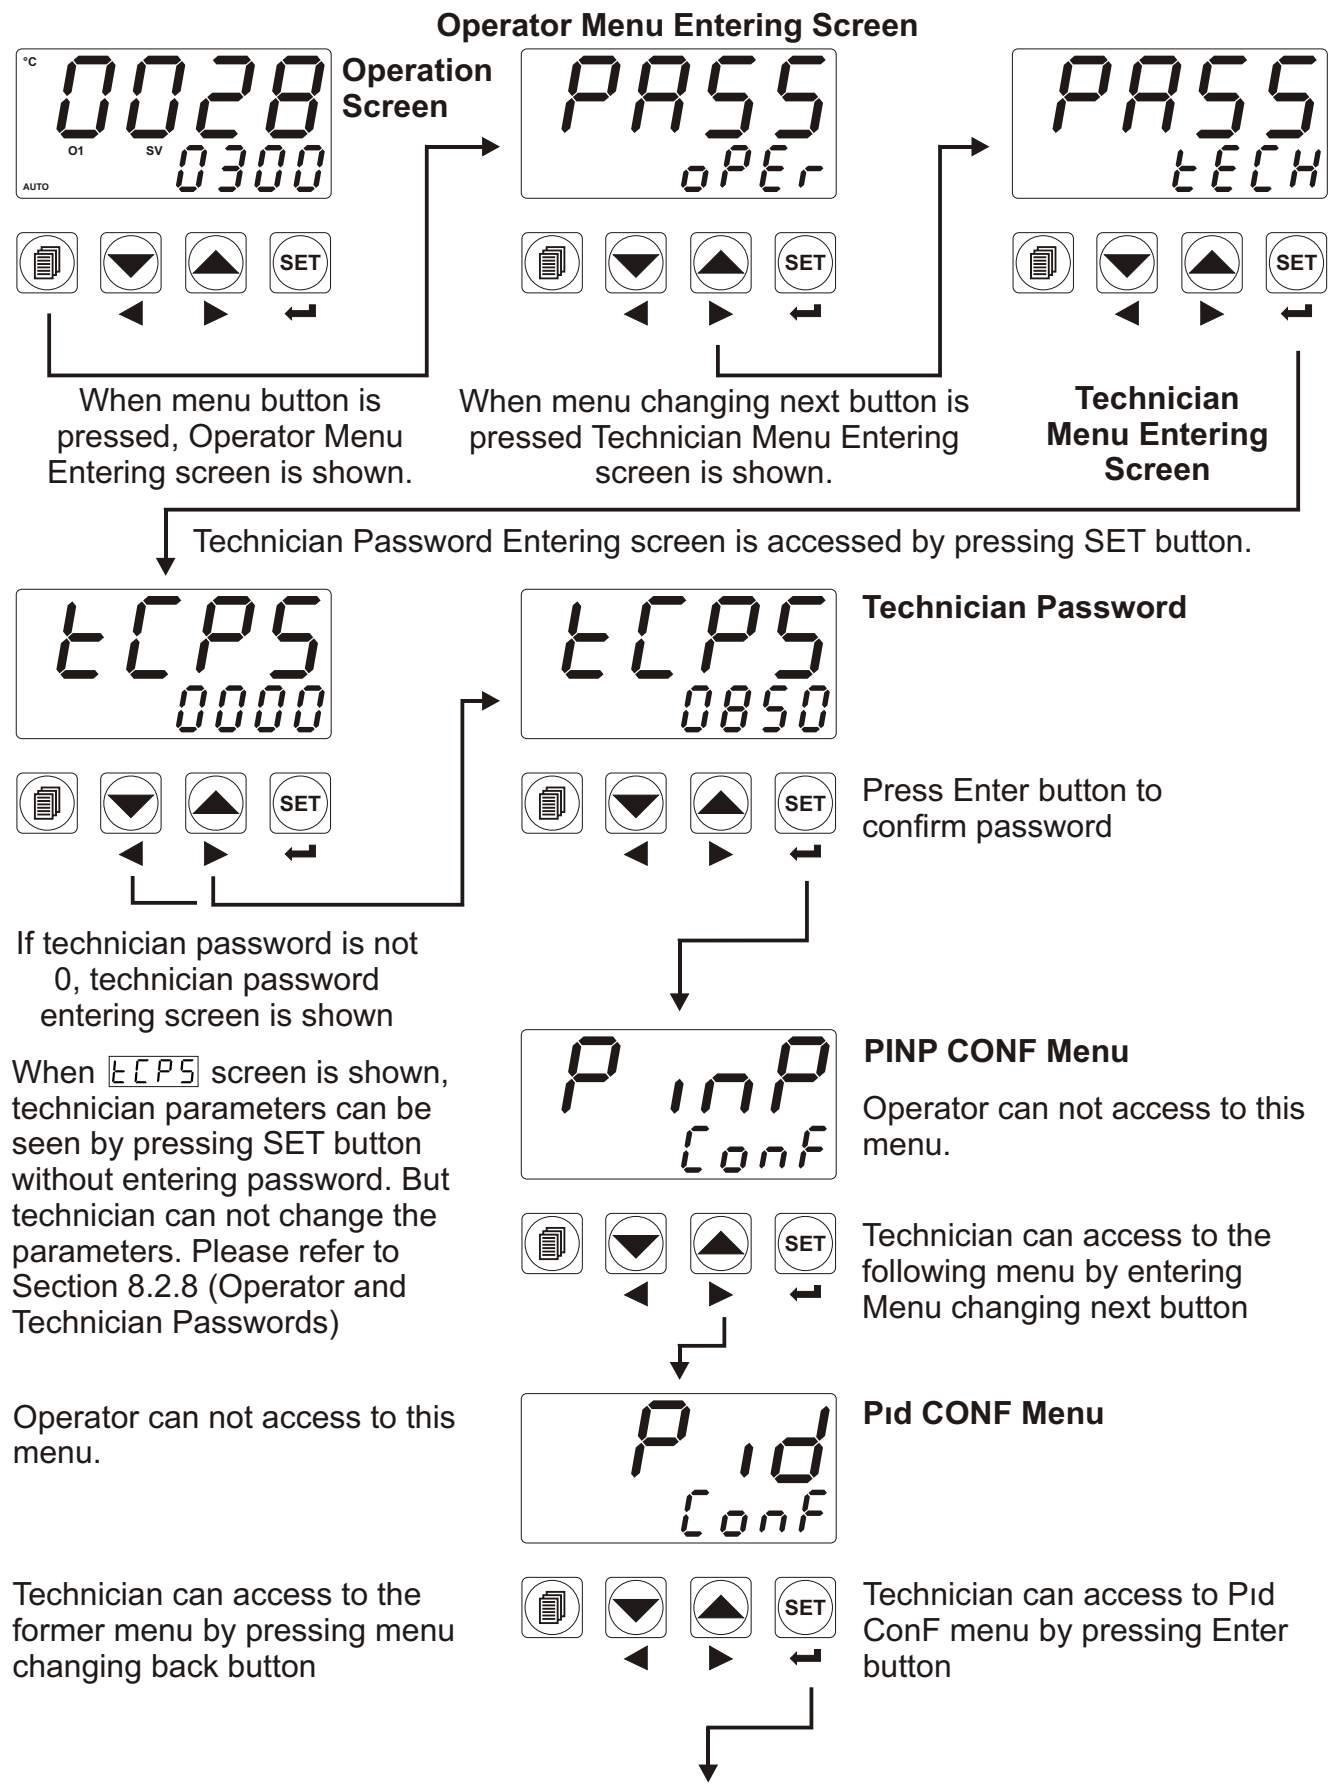 Operator Menu Entering Screen
°C
0028
O1
SV
0300
AUTO
Operation
Screen
PASS
oPEr
PASS
tECH
SET
SET
SET
When menu button is
pressed, Operator Menu
Entering screen is shown.
When menu changing next button is
pressed Technician Menu Entering
screen is shown.
Technician
Menu Entering
Screen
Technician Password Entering screen is accessed by pressing SET button.
tCPS
0000
tCPS
0850
Technician Password
SET
SET
Press Enter button to
confirm password
If technician password is not
0, technician password
entering screen is shown
When tCPS screen is shown,
technician parameters can be
seen by pressing SET button
without entering password. But
technician can not change the
parameters. Please refer to
Section 8.2.8 (Operator and
Technician Passwords)
PınP
ConF
PINP CONF Menu
Operator can not access to this
menu.
SET
Technician can access to the
following menu by entering
Menu changing next button
Operator can not access to this
menu.
Pıd
ConF
Pıd CONF Menu
Technician can access to the
former menu by pressing menu
changing back button
SET
Technician can access to Pıd
ConF menu by pressing Enter
button